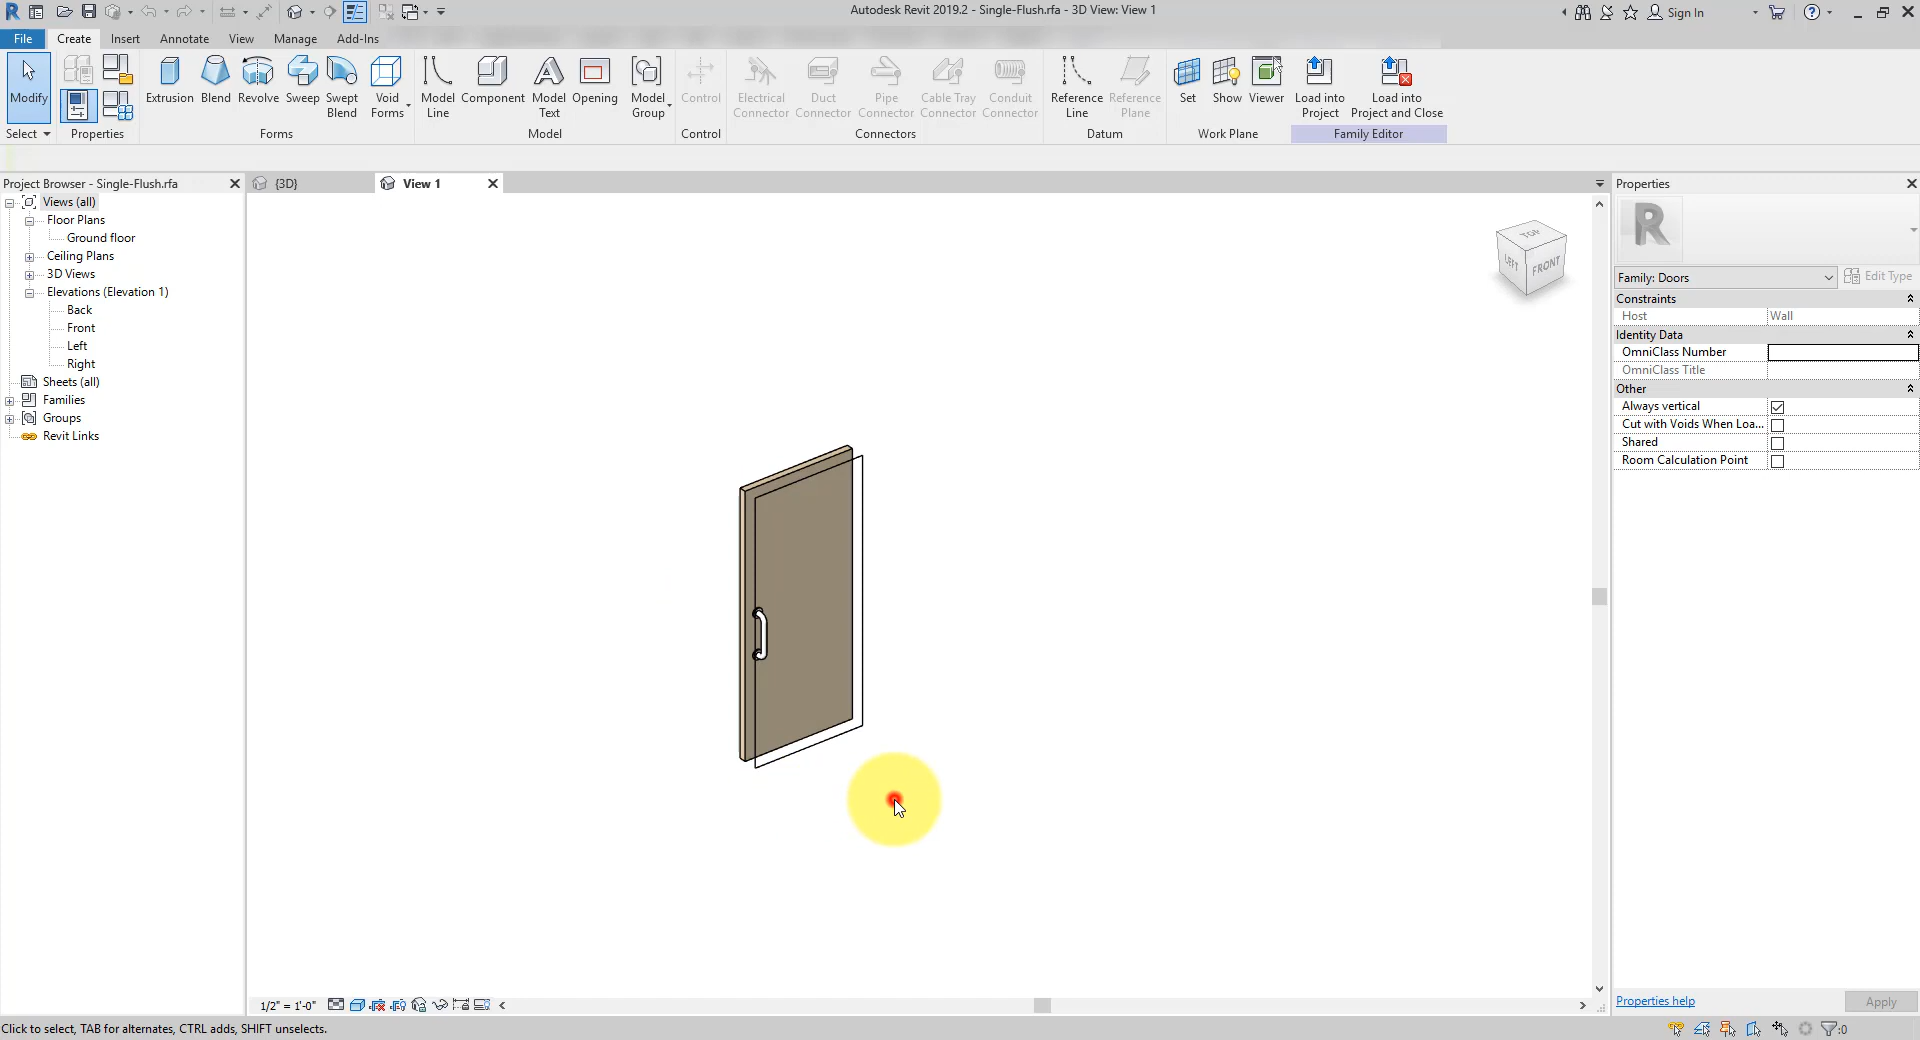 Autodesk Revit 2019.2 - Single-Flush.rfa - 3D View: View 1
Sign In
File Create Insert Annotate View Manage Add-Ins
Modify
Extrusion Blend Revolve Sweep Swept Blend Void Forms
Model Line Component Model Text Opening Model Group
Control
Electrical Connector Duct Connector Pipe Connector Cable Tray Connector Conduit Connector
Reference Line Reference Plane
Set Show Viewer
Load into Project Load into Project and Close
Select Properties Forms Model Control Connectors Datum Work Plane Family Editor
Project Browser - Single-Flush.rfa
Views (all)
Floor Plans
Ground floor
Ceiling Plans
3D Views
Elevations (Elevation 1)
Back
Front
Left
Right
Sheets (all)
Families
Groups
Revit Links
{3D} View 1
TOP
LEFT FRONT
Properties
R
Family: Doors Edit Type
Constraints
Host Wall
Identity Data
OmniClass Number
OmniClass Title
Other
Always vertical
Cut with Voids When Loa...
Shared
Room Calculation Point
Properties help Apply
1/2" = 1'-0"
Click to select, TAB for alternates, CTRL adds, SHIFT unselects.
:0